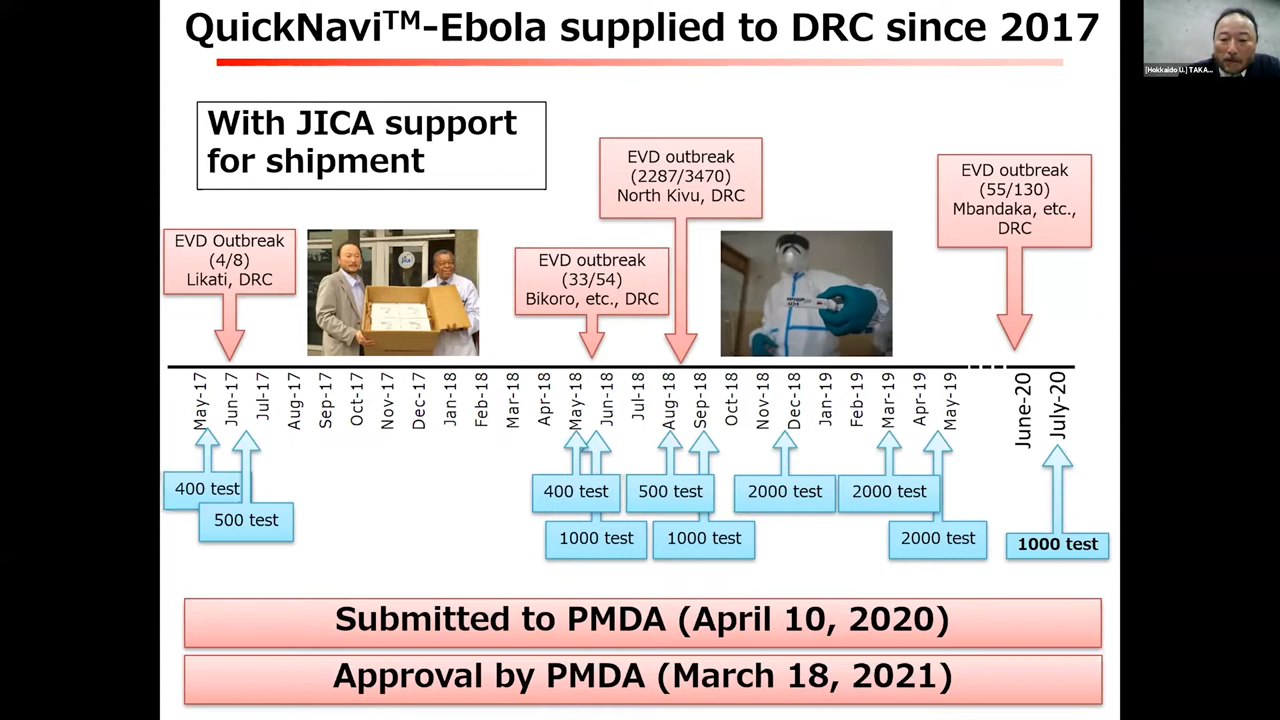 QuickNavi™-Ebola supplied to DRC since 2017
[Hokkaido U.] TAKA...
With JICA support
for shipment
EVD outbreak
(2287/3470)
North Kivu, DRC
EVD outbreak
(55/130)
Mbandaka, etc.,
DRC
EVD Outbreak
(4/8)
Likati, DRC
jica
EVD outbreak
(33/54)
Bikoro, etc., DRC
May-17
Jun-17
Jul-17
Aug-17
Sep-17
Oct-17
Nov-17
Dec-17
Jan-18
Feb-18
Mar-18
Apr-18
May-18
Jun-18
Jul-18
Aug-18
Sep-18
Oct-18
Nov-18
Dec-18
Jan-19
Feb-19
Mar-19
Apr-19
May-19
June-20
July-20
400 test
500 test
400 test
1000 test
500 test
1000 test
2000 test
2000 test
2000 test
1000 test
Submitted to PMDA (April 10, 2020)
Approval by PMDA (March 18, 2021)